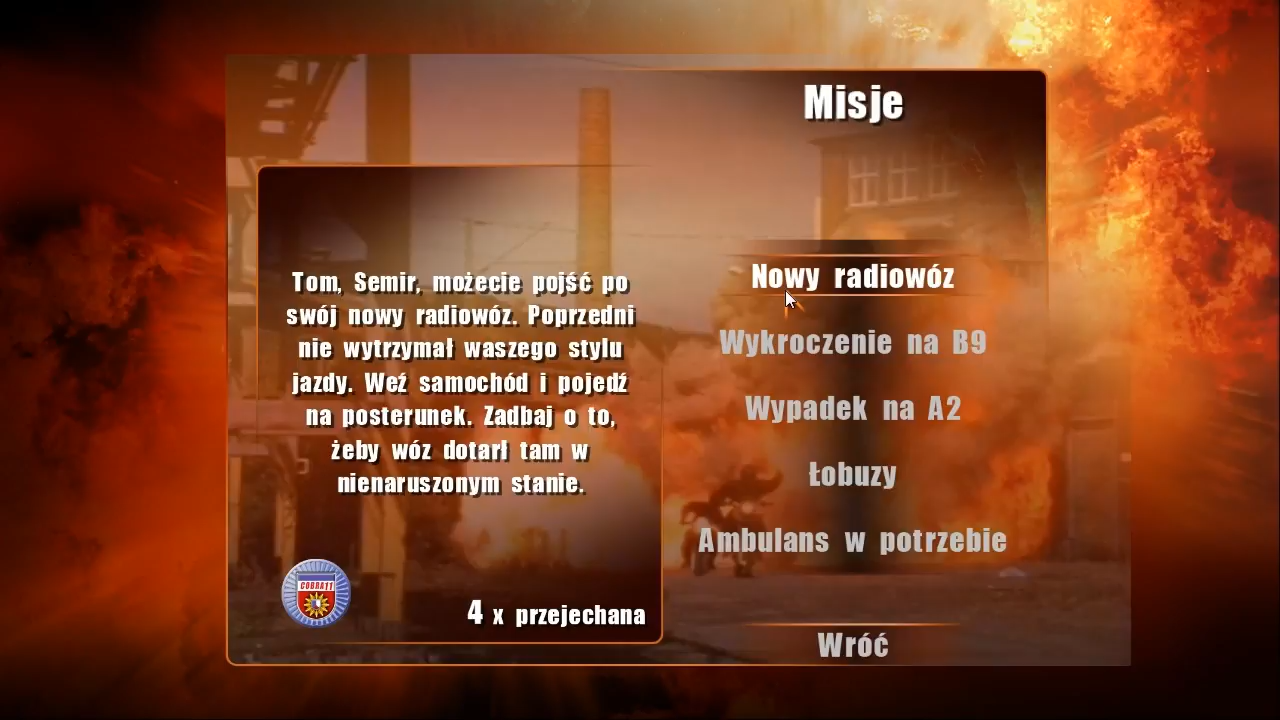 Misje
Tom, Semir, możecie pojść po
swój nowy radiowóz. Poprzedni
nie wytrzymał waszego stylu
jazdy. Weź samochód i pojedź
na posterunek. Zadbaj o to,
żeby wóz dotarł tam w
nienaruszonym stanie.
COBRA11
4 x przejechana
Nowy radiowóz
Wykroczenie na B9
Wypadek na A2
Łobuzy
Ambulans w potrzebie
Wróć